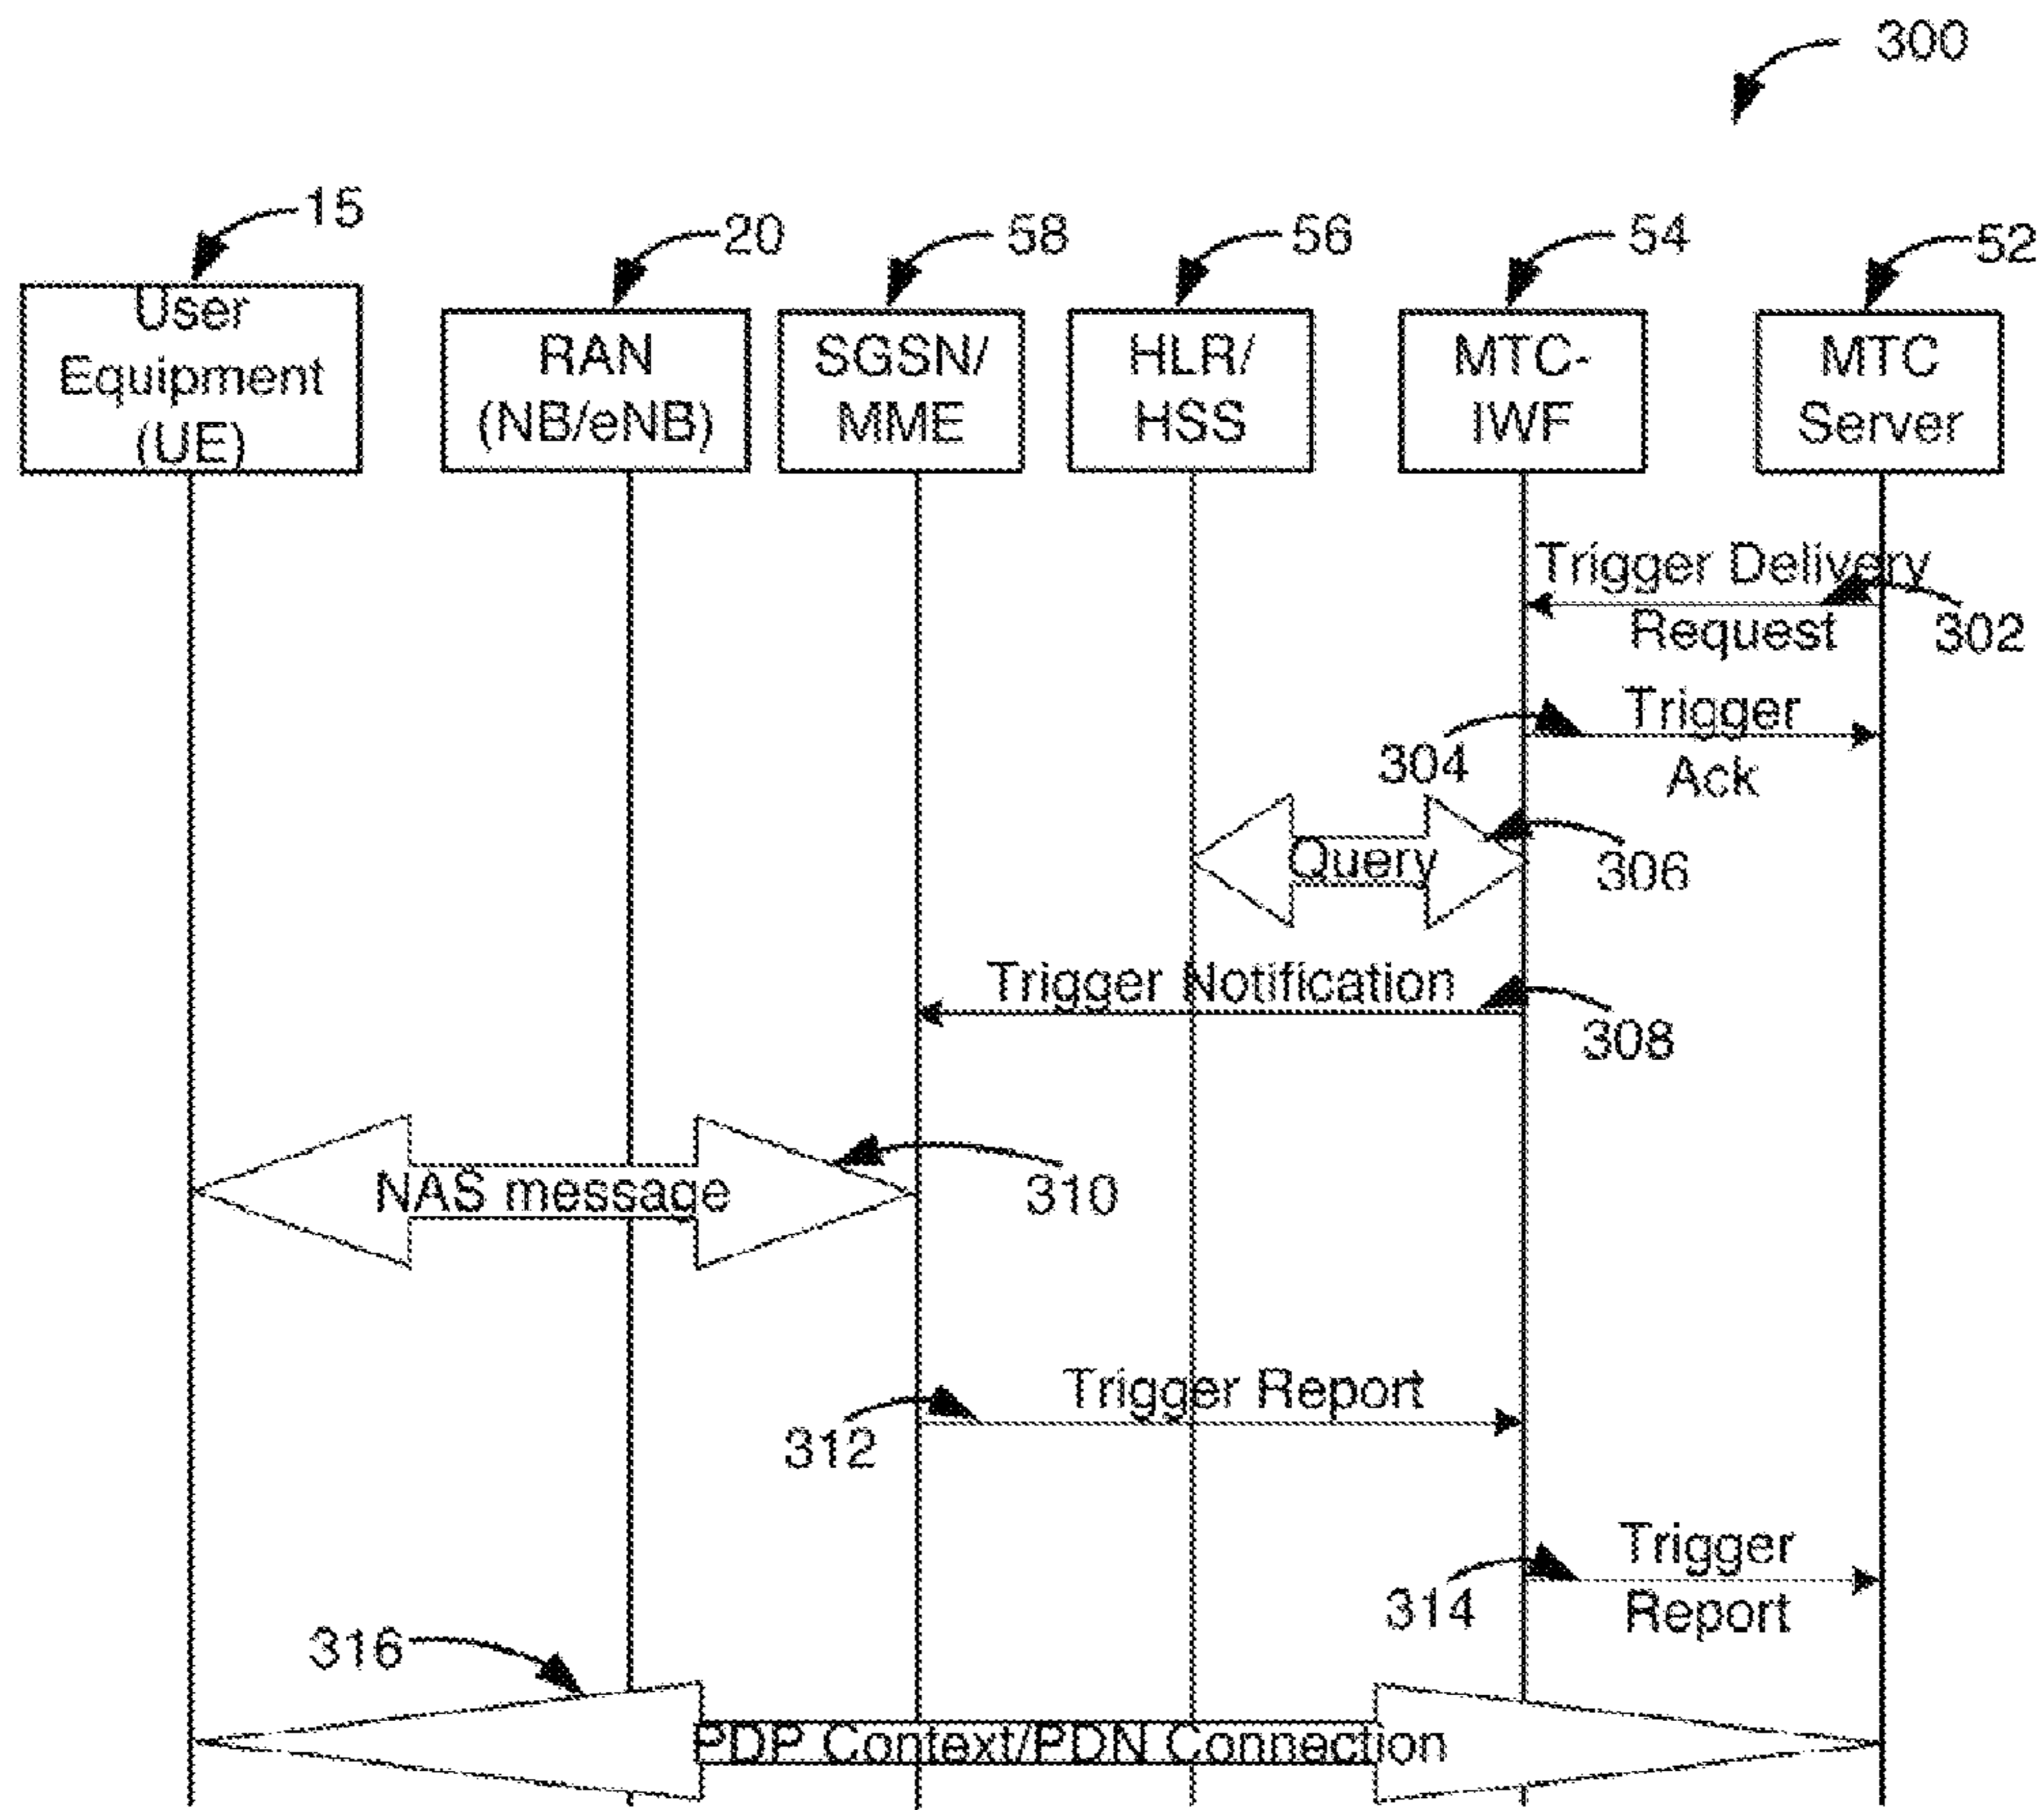 300
15
20
58
56
54
52
User
Equipment
(UE)
RAN
(NB/eNB)
SGSN/
MME
HLR/
HSS
MTC-
IWF
MTC
Server
Trigger Delivery
Request
302
Trigger
Ack
304
Query
306
Trigger Notification
308
NAS message
310
Trigger Report
312
Trigger
Report
314
316
PDP Context/PDN Connection